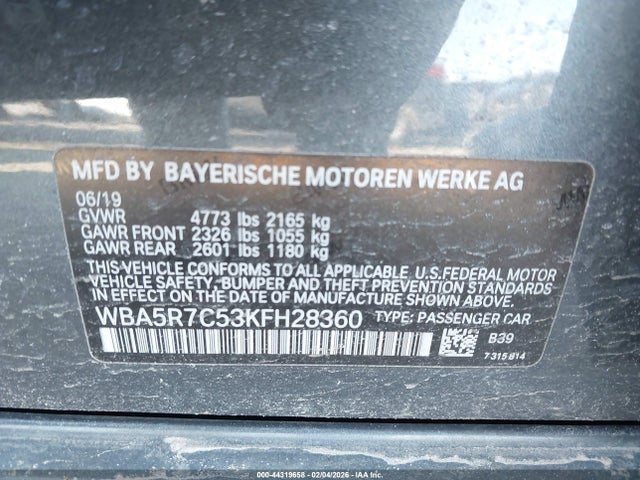 MFD BY BAYERISCHE MOTOREN WERKE AG
06/19
GVWR 4773 lbs 2165 kg
GAWR FRONT 2326 lbs 1055 kg
GAWR REAR 2601 lbs 1180 kg
THIS VEHICLE CONFORMS TO ALL APPLICABLE, U.S.FEDERAL MOTOR
VEHICLE SAFETY, BUMPER AND THEFT PREVENTION STANDARDS IN
EFFECT ON THE DATE OF MANUFACTURE SHOWN ABOVE.
WBA5R7C53KFH28360 TYPE: PASSENGER CAR
B39
7315814
000-44319658 - 02/04/2026 - IAA Inc.